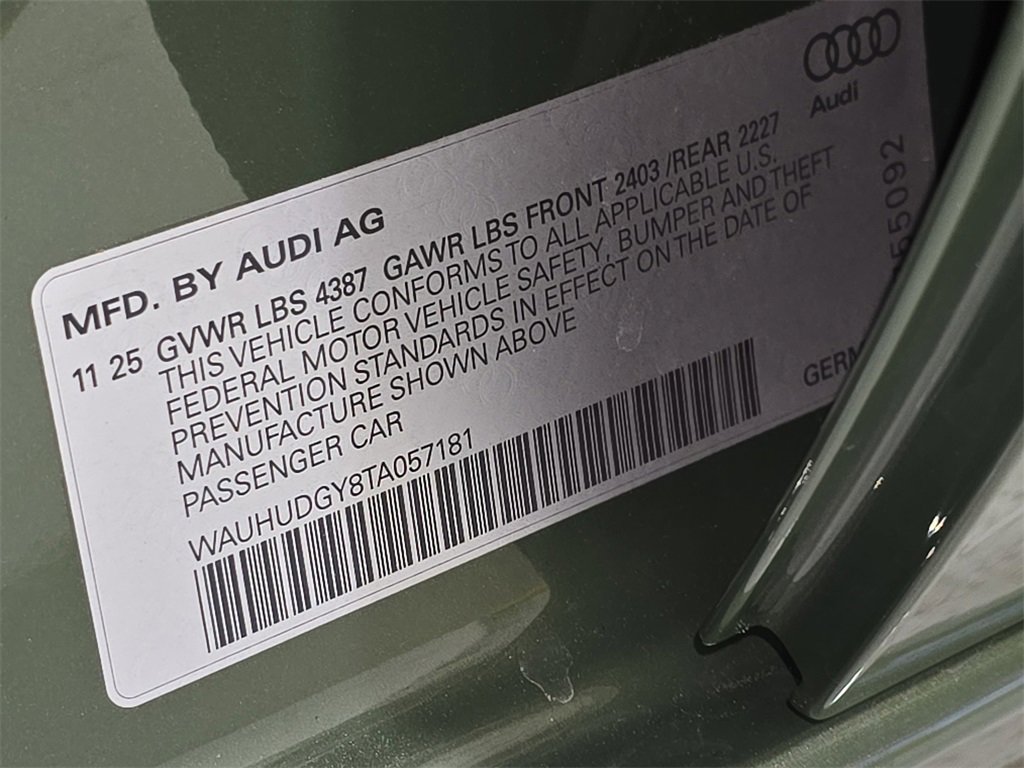 Audi
MFD. BY AUDI AG
11 25 GVWR LBS 4387 GAWR LBS FRONT 2403 /REAR 2227
THIS VEHICLE CONFORMS TO ALL APPLICABLE U.S.
FEDERAL MOTOR VEHICLE SAFETY, BUMPER AND THEFT
PREVENTION STANDARDS IN EFFECT ON THE DATE OF
MANUFACTURE SHOWN ABOVE
PASSENGER CAR
WAUHUDGY8TA057181